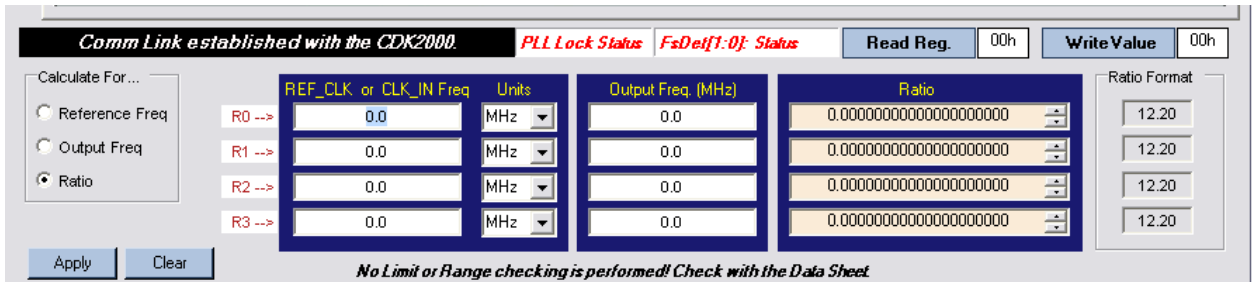 Comm Link established with the CDK2000. PLL Lock Status FsDet[1:0]: Status Read Reg. 00h Write Value 00h
Calculate For... Ratio Format
REF_CLK or CLK_IN Freq Units Output Freq. (MHz) Ratio
Reference Freq R0 --> 0.0 MHz 0.0 0.00000000000000000000 12.20
Output Freq R1 --> 0.0 MHz 0.0 0.00000000000000000000 12.20
Ratio R2 --> 0.0 MHz 0.0 0.00000000000000000000 12.20
R3 --> 0.0 MHz 0.0 0.00000000000000000000 12.20
Apply Clear No Limit or Range checking is performed! Check with the Data Sheet.